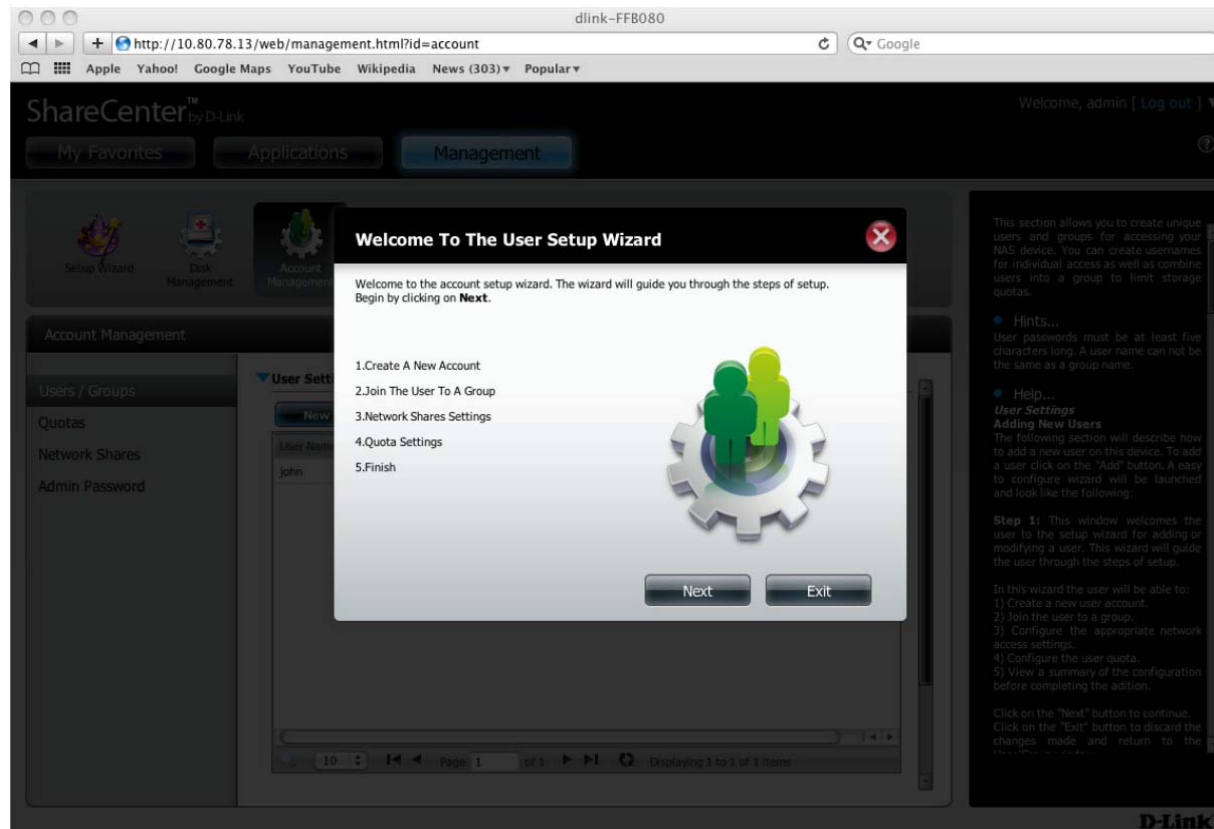 dlink-FFB080
http://10.80.78.13/web/management.html?id=account
Google
Apple Yahoo! Google Maps YouTube Wikipedia News (303) Popular
ShareCenter™ by D-Link
Welcome, admin [ Log out ]
My Favorites Applications Management
Setup Wizard
Disk Management
Account Management
Account Management
Users / Groups
Quotas
Network Shares
Admin Password
User Setti
New
User Name
john
10 Page 1 of 1 Displaying 1 to 1 of 1 items
Welcome To The User Setup Wizard
Welcome to the account setup wizard. The wizard will guide you through the steps of setup.
Begin by clicking on Next.
1.Create A New Account
2.Join The User To A Group
3.Network Shares Settings
4.Quota Settings
5.Finish
Next Exit
This section allows you to create unique
users and groups for accessing your
NAS device. You can create usernames
for individual access as well as combine
users into a group to limit storage
quotas.
Hints...
User passwords must be at least five
characters long. A user name can not be
the same as a group name.
Help...
User Settings
Adding New Users
The following section will describe how
to add a new user on this device. To add
a user click on the "Add" button. A easy
to configure wizard will be launched
and look like the following:
Step 1: This window welcomes the
user to the setup wizard for adding or
modifying a user. This wizard will guide
the user through the steps of setup.
In this wizard the user will be able to:
1) Create a new user account.
2) Join the user to a group.
3) Configure the appropriate network
access settings.
4) Configure the user quota.
5) View a summary of the configuration
before completing the adition.
Click on the "Next" button to continue.
Click on the "Exit" button to discard the
changes made and return to the
D-Link